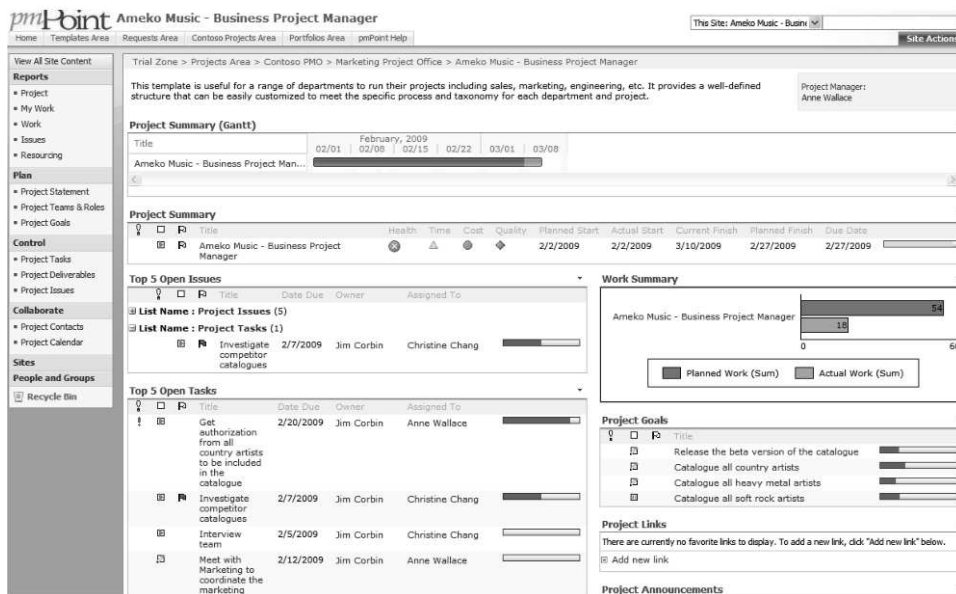 pmPoint
Ameko Music - Business Project Manager
This Site: Ameko Music - Busin
Home Templates Area Requests Area Contoso Projects Area Portfolios Area pmPoint Help
Site Actions
View All Site Content
Reports
Project
My Work
Work
Issues
Resourcing
Plan
Project Statement
Project Teams & Roles
Project Goals
Control
Project Tasks
Project Deliverables
Project Issues
Collaborate
Project Contacts
Project Calendar
Sites
People and Groups
Recycle Bin
Trial Zone > Projects Area > Contoso PMO > Marketing Project Office > Ameko Music - Business Project Manager
This template is useful for a range of departments to run their projects including sales, marketing, engineering, etc. It provides a well-defined
structure that can be easily customized to meet the specific process and taxonomy for each department and project.
Project Manager:
Anne Wallace
Project Summary (Gantt)
Title
February, 2009
02/01 02/08 02/15 02/22 03/01 03/08
Ameko Music - Business Project Man...
Project Summary
Title Health Time Cost Quality Planned Start Actual Start Current Finish Planned Finish Due Date
Ameko Music - Business Project 2/2/2009 2/2/2009 3/10/2009 2/27/2009 2/27/2009
Manager
Top 5 Open Issues
Title Date Due Owner Assigned To
List Name : Project Issues (5)
List Name : Project Tasks (1)
Investigate 2/7/2009 Jim Corbin Christine Chang
competitor
catalogues
Top 5 Open Tasks
Title Date Due Owner Assigned To
Get 2/20/2009 Jim Corbin Anne Wallace
authorization
from all
country artists
to be included
in the
catalogue
Investigate 2/7/2009 Jim Corbin Christine Chang
competitor
catalogues
Interview 2/5/2009 Jim Corbin Christine Chang
team
Meet with 2/12/2009 Jim Corbin Anne Wallace
Marketing to
coordinate the
marketing
Work Summary
54
Ameko Music - Business Project Manager
18
0
Planned Work (Sum) Actual Work (Sum)
Project Goals
Title
Release the beta version of the catalogue
Catalogue all country artists
Catalogue all heavy metal artists
Catalogue all soft rock artists
Project Links
There are currently no favorite links to display. To add a new link, click "Add new link" below.
Add new link
Project Announcements